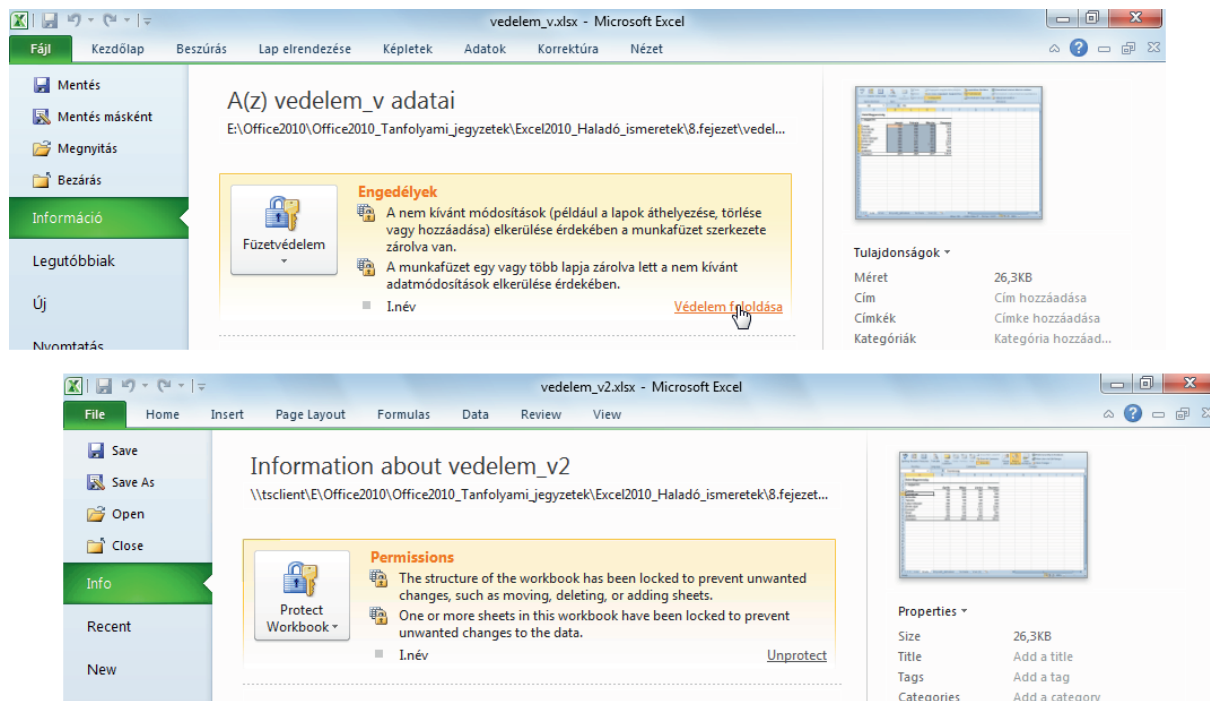 vedelem_v.xlsx - Microsoft Excel
Fájl Kezdőlap Beszúrás Lap elrendezése Képletek Adatok Korrektúra Nézet
Mentés
Mentés másként
Megnyitás
Bezárás
Információ
Legutóbbiak
Új
Nyomtatás
A(z) vedelem_v adatai
E:\Office2010\Office2010_Tanfolyami_jegyzetek\Excel2010_Haladó_ismeretek\8.fejezet\vedel...
Füzetvédelem
Engedélyek
A nem kívánt módosítások (például a lapok áthelyezése, törlése
vagy hozzáadása) elkerülése érdekében a munkafüzet szerkezete
zárolva van.
A munkafüzet egy vagy több lapja zárolva lett a nem kívánt
adatmódosítások elkerülése érdekében.
I.név Védelem feloldása
Tulajdonságok
Méret 26,3KB
Cím Cím hozzáadása
Címkék Címke hozzáadása
Kategóriák Kategória hozzáad...
vedelem_v2.xlsx - Microsoft Excel
File Home Insert Page Layout Formulas Data Review View
Save
Save As
Open
Close
Info
Recent
New
Information about vedelem_v2
\\tsclient\E\Office2010\Office2010_Tanfolyami_jegyzetek\Excel2010_Haladó_ismeretek\8.fejezet...
Protect
Workbook
Permissions
The structure of the workbook has been locked to prevent unwanted
changes, such as moving, deleting, or adding sheets.
One or more sheets in this workbook have been locked to prevent
unwanted changes to the data.
I.név Unprotect
Properties
Size 26,3KB
Title Add a title
Tags Add a tag
Categories Add a category